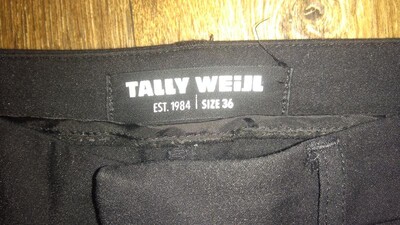 TALLY WEiJL
EST. 1984 | SIZE 36